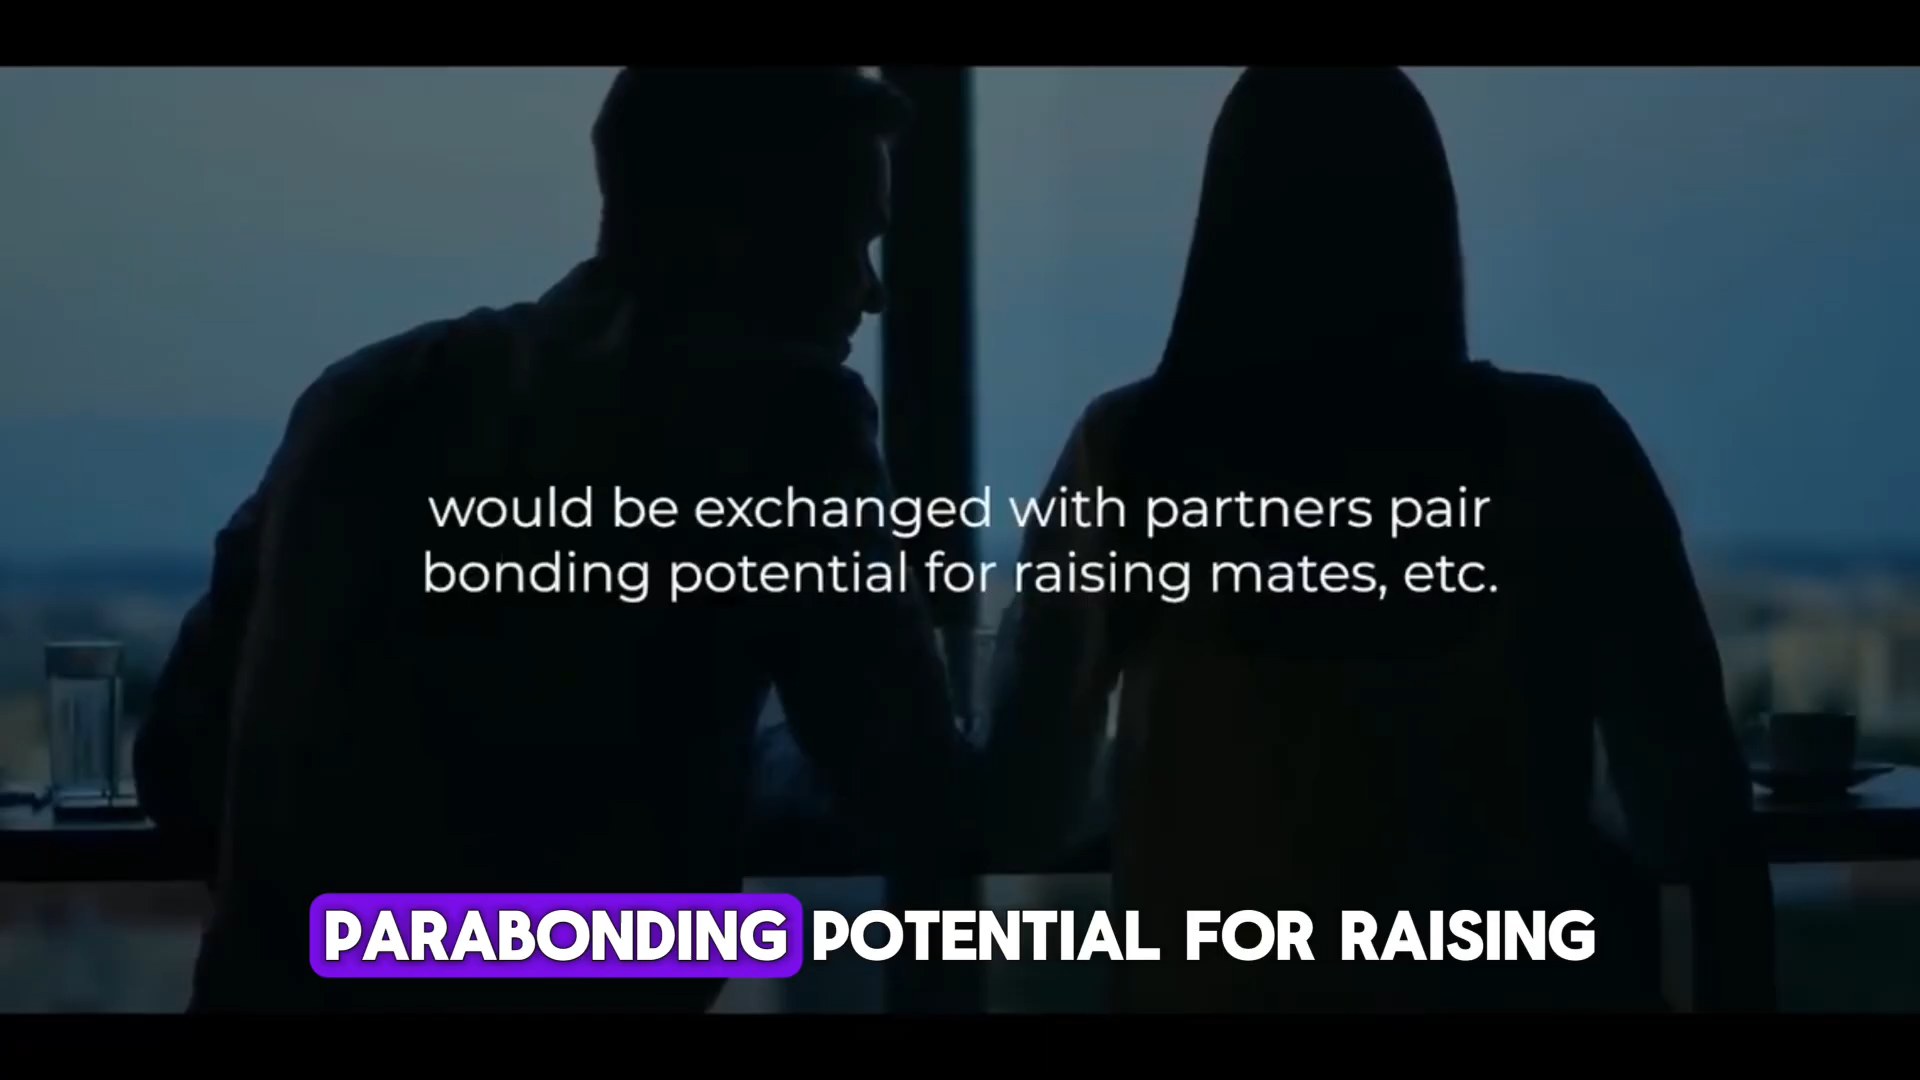 would be exchanged with partners pair
bonding potential for raising mates, etc.
PARABONDING POTENTIAL FOR RAISING